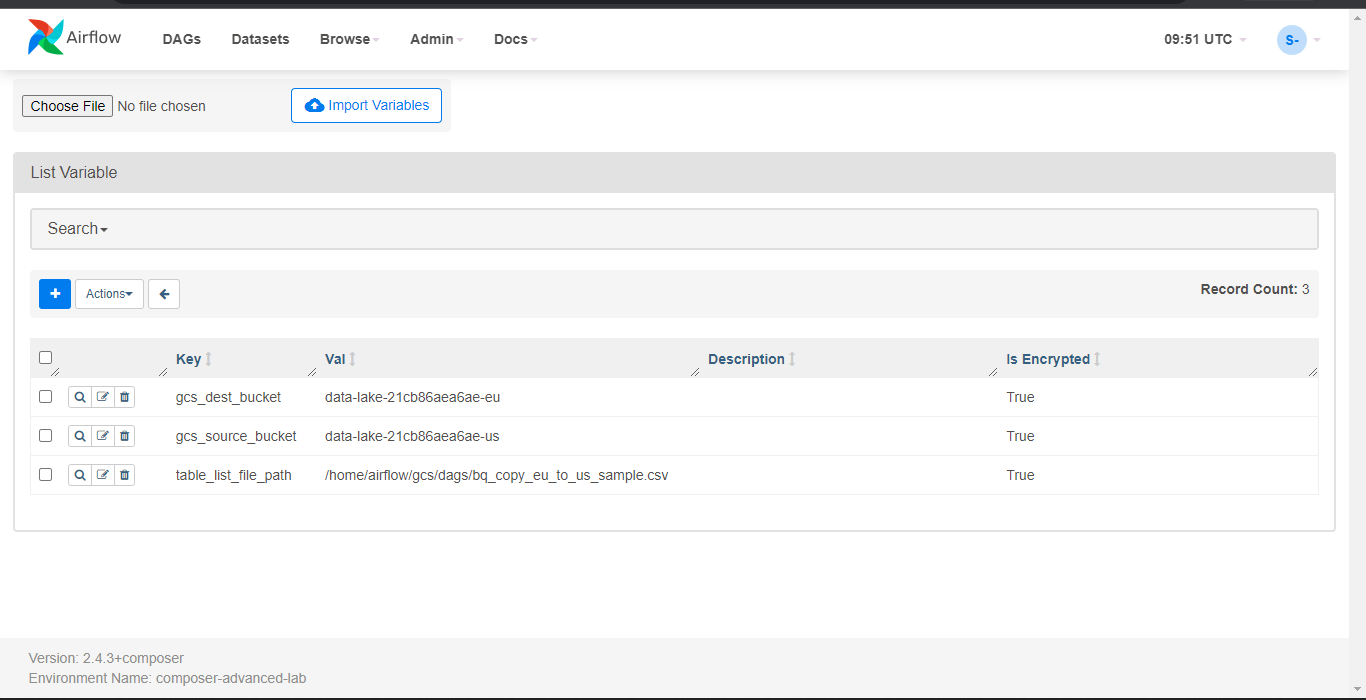 Airflow DAGs Datasets Browse Admin Docs 09:51 UTC S-
Choose File No file chosen Import Variables
List Variable
Search
+ Actions Record Count: 3
Key Val Description Is Encrypted
gcs_dest_bucket data-lake-21cb86aea6ae-eu True
gcs_source_bucket data-lake-21cb86aea6ae-us True
table_list_file_path /home/airflow/gcs/dags/bq_copy_eu_to_us_sample.csv True
Version: 2.4.3+composer
Environment Name: composer-advanced-lab